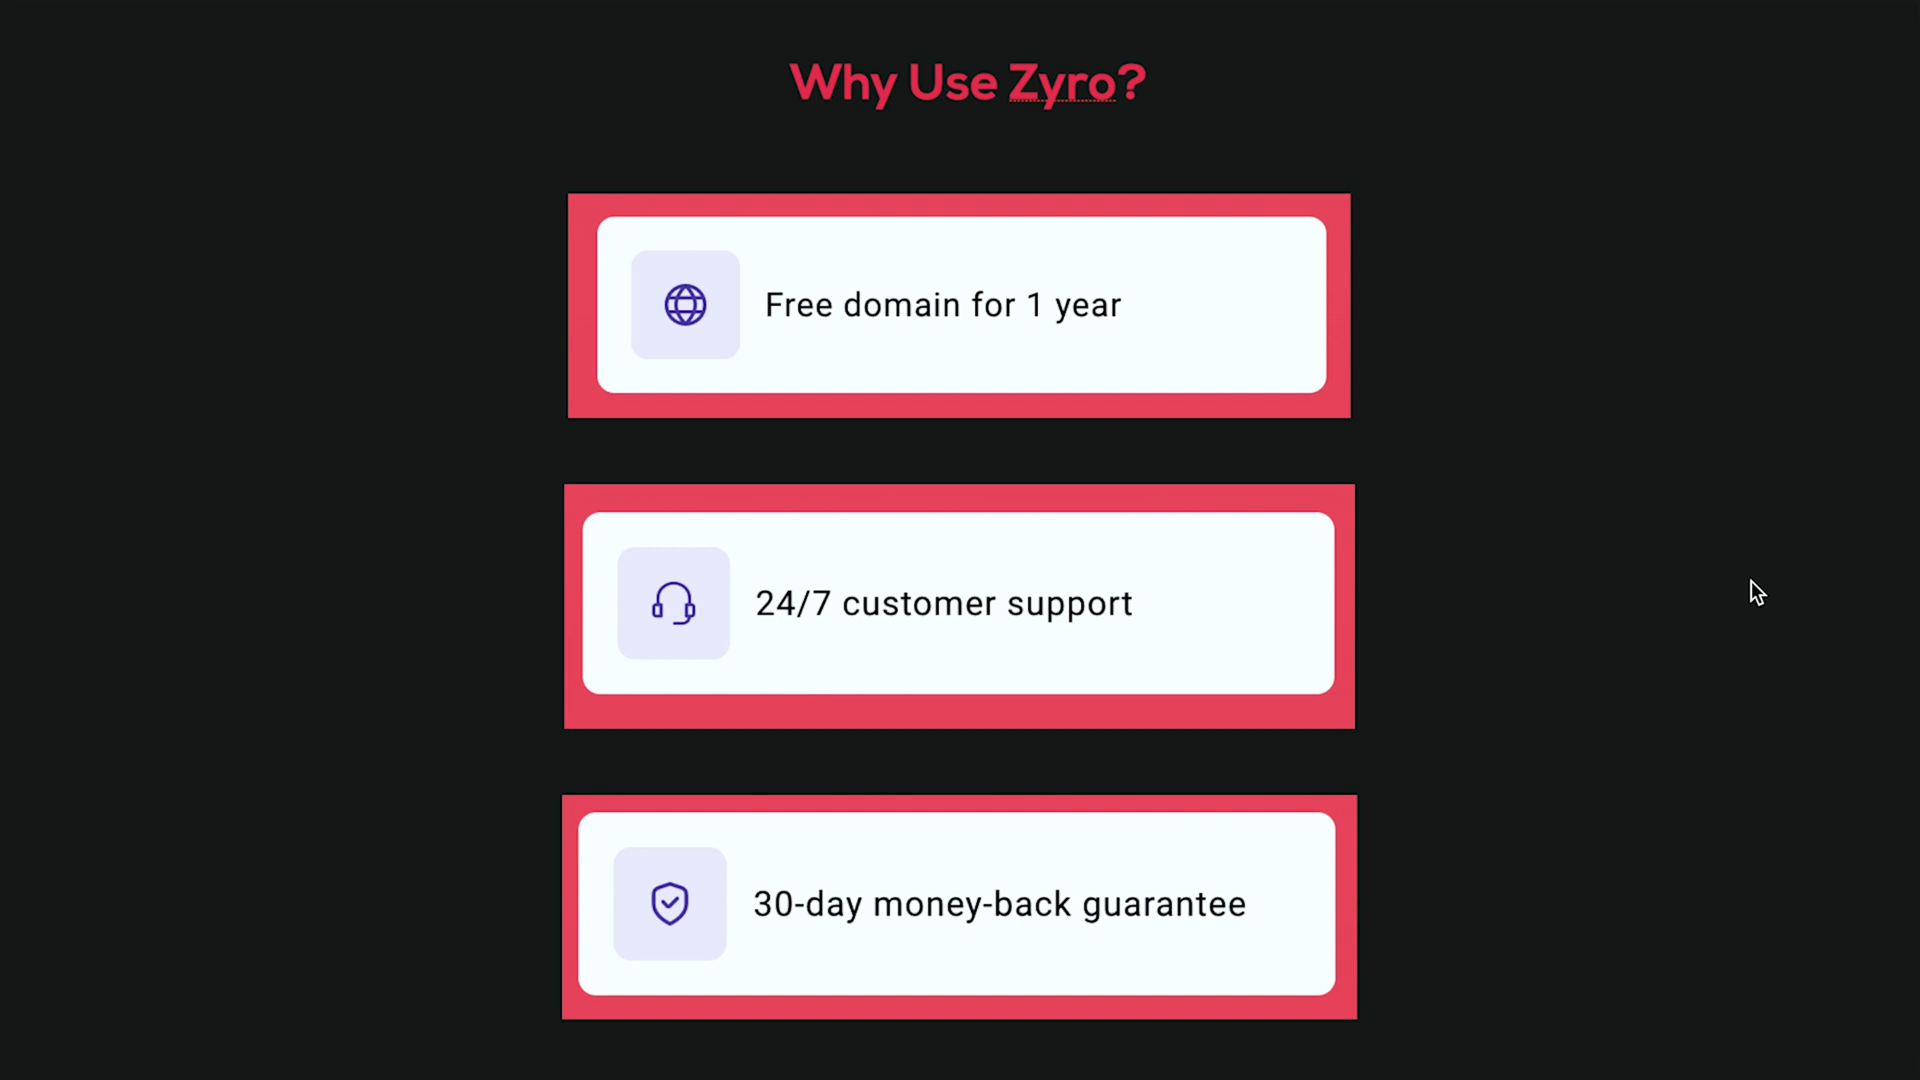 Why Use Zyro?
Free domain for 1 year
24/7 customer support
30-day money-back guarantee